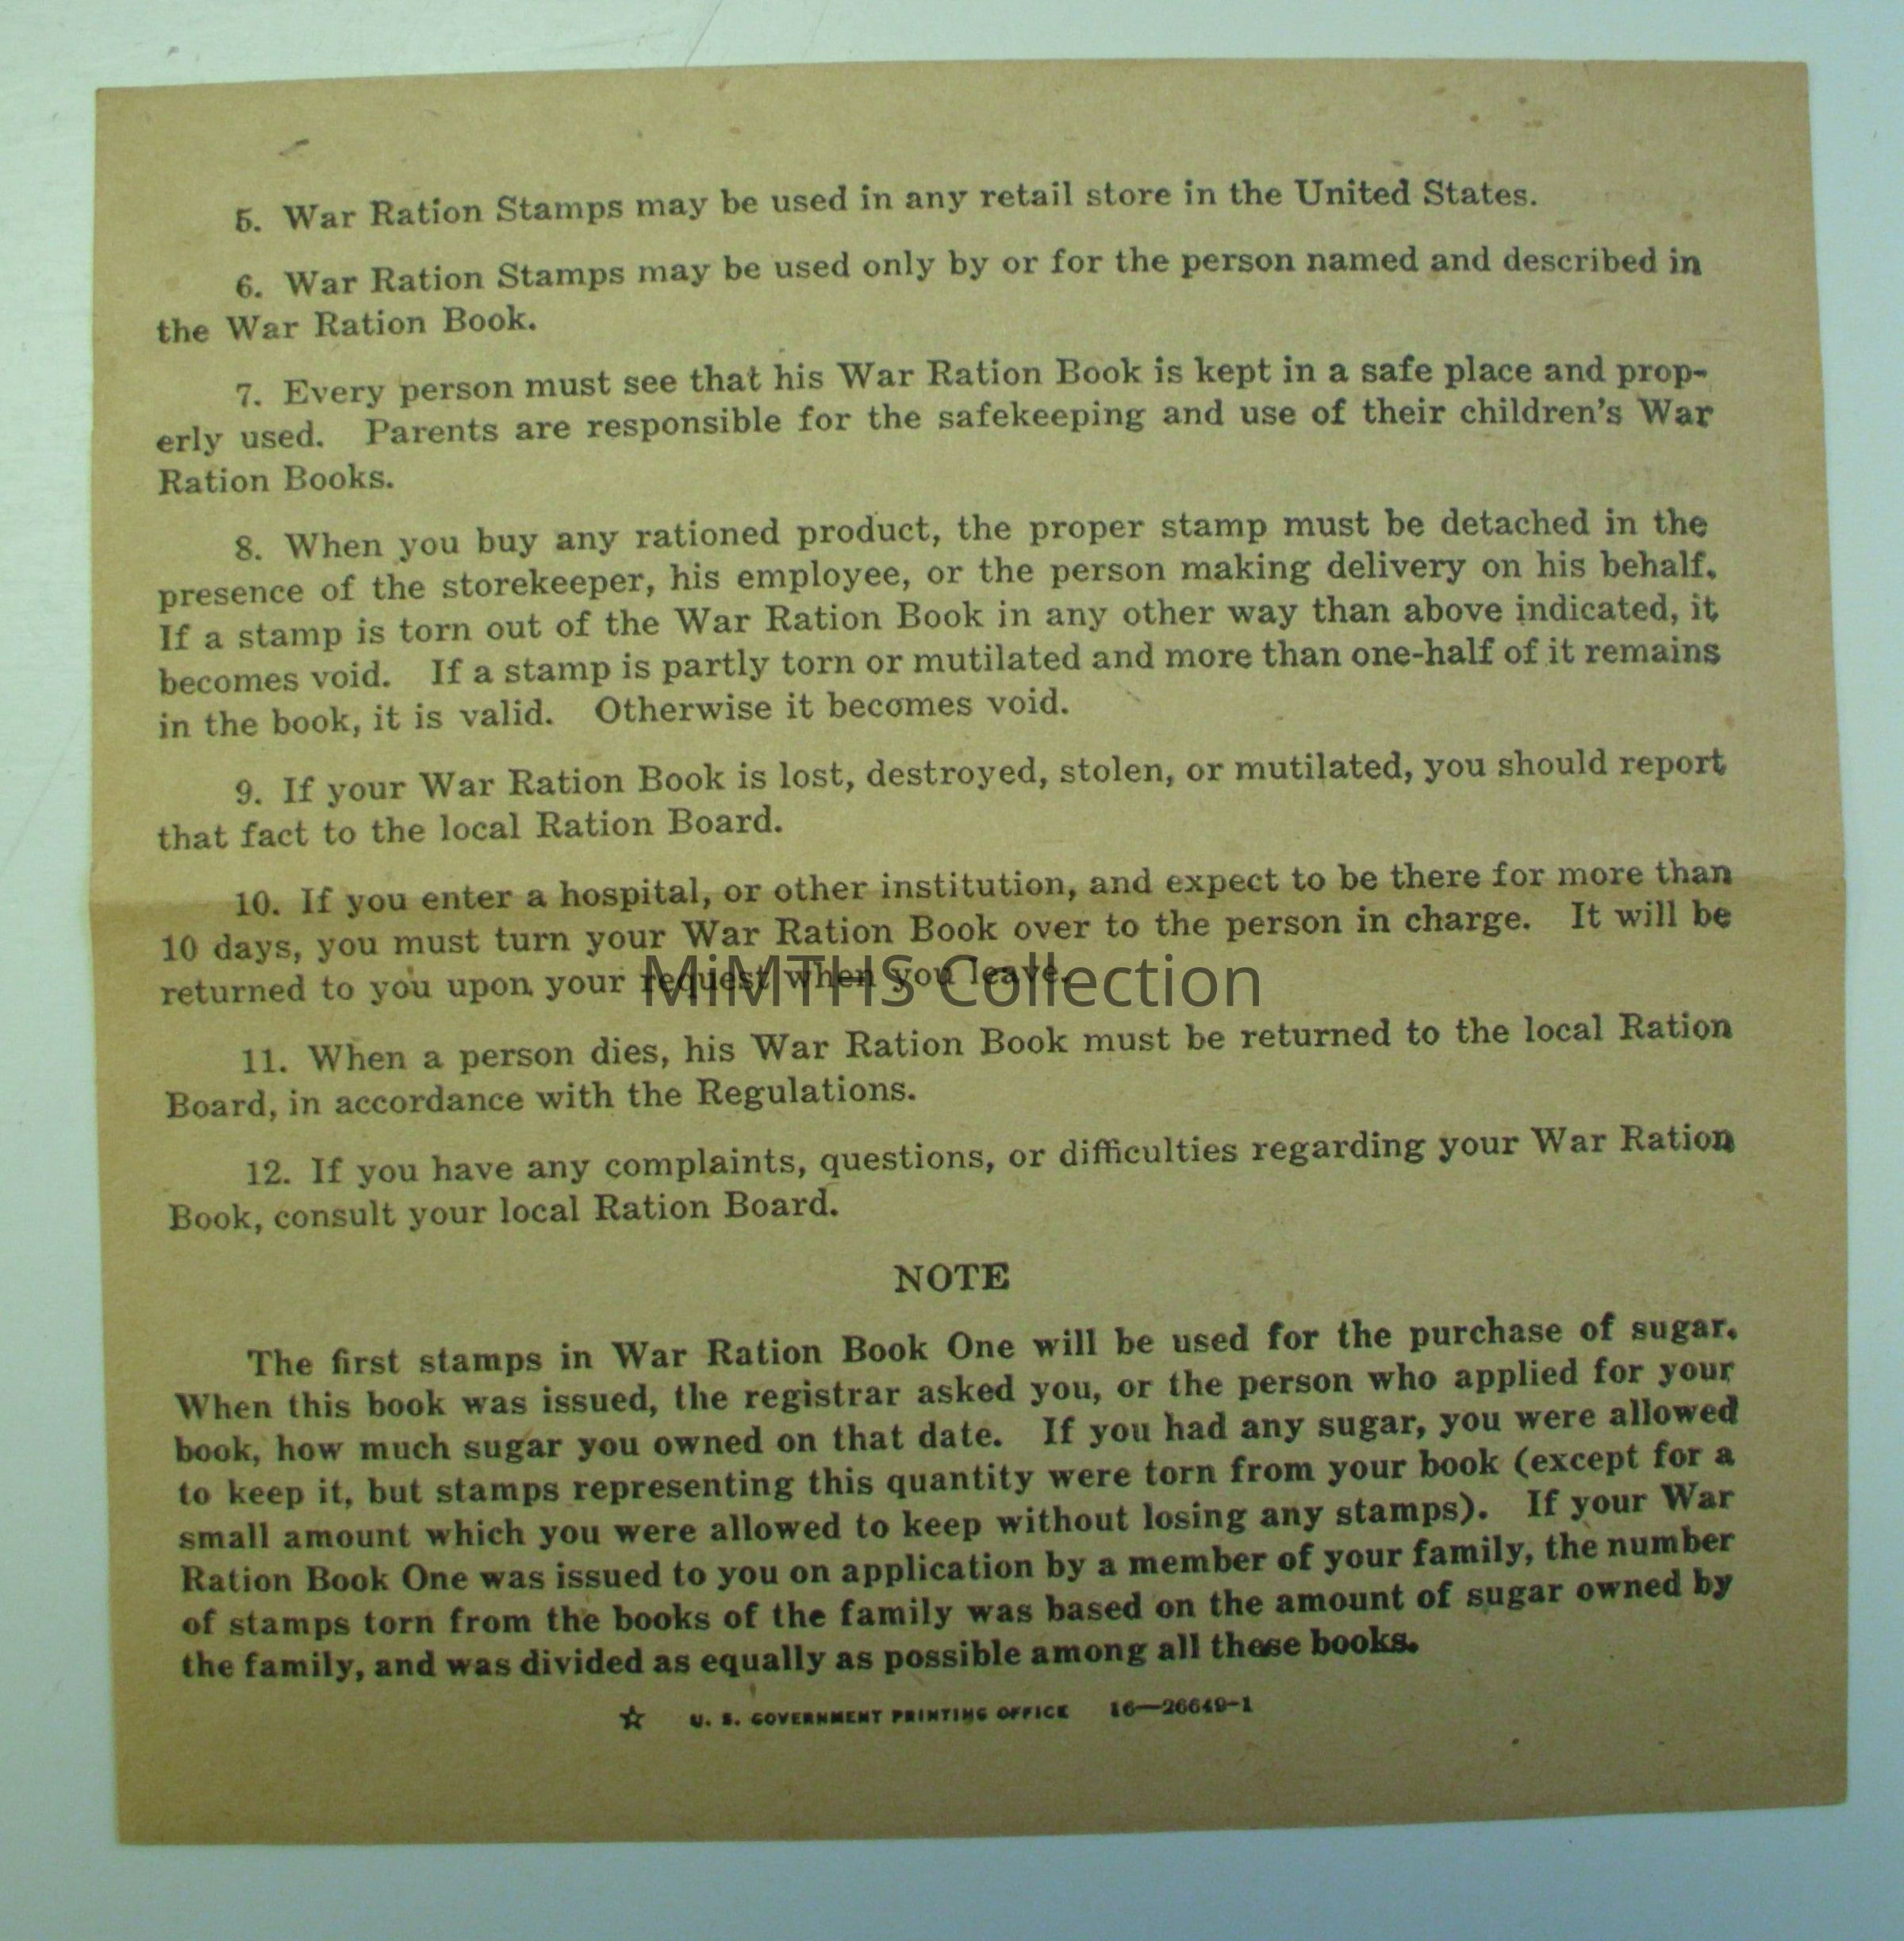 5. War Ration Stamps may be used in any retail store in the United States.
6. War Ration Stamps may be used only by or for the person named and described in
the War Ration Book.
7. Every person must see that his War Ration Book is kept in a safe place and prop-
erly used. Parents are responsible for the safekeeping and use of their children's War
Ration Books.
8. When you buy any rationed product, the proper stamp must be detached in the
presence of the storekeeper, his employee, or the person making delivery on his behalf.
If a stamp is torn out of the War Ration Book in any other way than above indicated, it
becomes void. If a stamp is partly torn or mutilated and more than one-half of it remains
in the book, it is valid. Otherwise it becomes void.
9. If your War Ration Book is lost, destroyed, stolen, or mutilated, you should report
that fact to the local Ration Board.
10. If you enter a hospital, or other institution, and expect to be there for more than
10 days, you must turn your War Ration Book over to the person in charge. It will be
returned to you upon your request when you leave.
MiMTHS Collection
11. When a person dies, his War Ration Book must be returned to the local Ration
Board, in accordance with the Regulations.
12. If you have any complaints, questions, or difficulties regarding your War Ration
Book, consult your local Ration Board.
NOTE
The first stamps in War Ration Book One will be used for the purchase of sugar.
When this book was issued, the registrar asked you, or the person who applied for your
book, how much sugar you owned on that date. If you had any sugar, you were allowed
to keep it, but stamps representing this quantity were torn from your book (except for a
small amount which you were allowed to keep without losing any stamps). If your War
Ration Book One was issued to you on application by a member of your family, the number
of stamps torn from the books of the family was based on the amount of sugar owned by
the family, and was divided as equally as possible among all these books.
☆ U. S. GOVERNMENT PRINTING OFFICE 16—26649-1